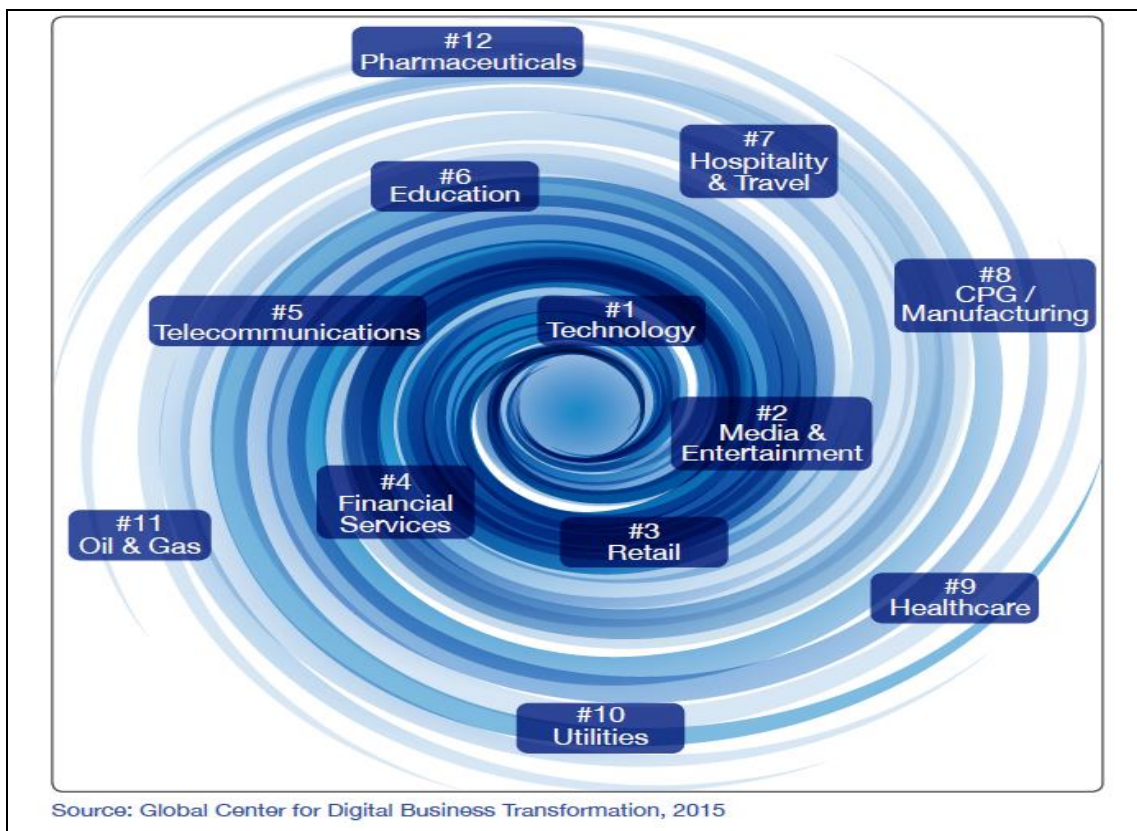 #12
Pharmaceuticals
#7
Hospitality
& Travel
#6
Education
#8
CPG /
Manufacturing
#5
Telecommunications
#1
Technology
#2
Media &
Entertainment
#4
Financial
Services
#11
Oil & Gas
#3
Retail
#9
Healthcare
#10
Utilities
Source: Global Center for Digital Business Transformation, 2015